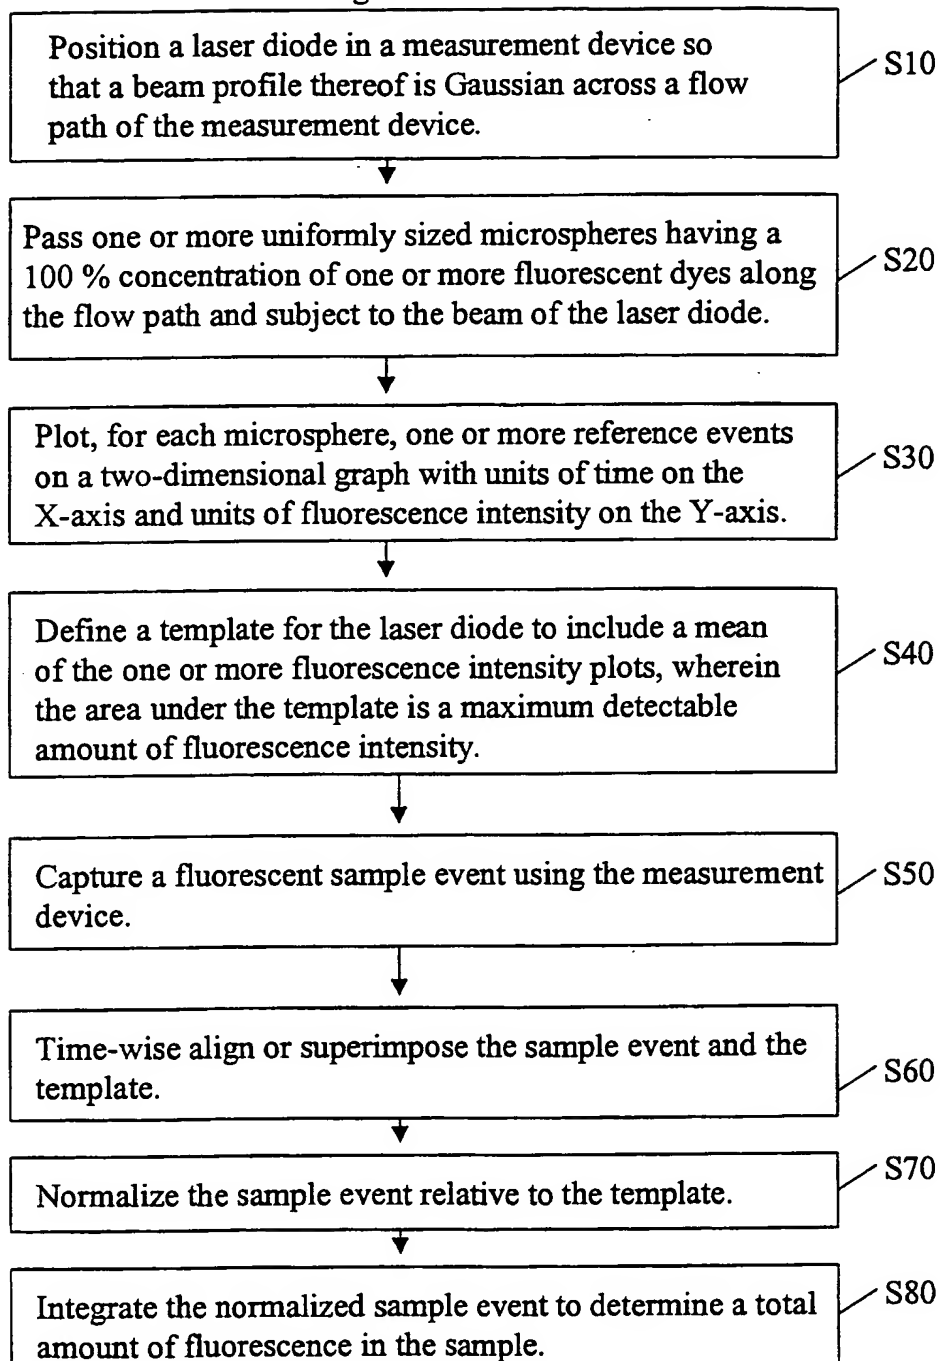 Position a laser diode in a measurement device so
that a beam profile thereof is Gaussian across a flow
path of the measurement device.
S10
Pass one or more uniformly sized microspheres having a
100 % concentration of one or more fluorescent dyes along
the flow path and subject to the beam of the laser diode.
S20
Plot, for each microsphere, one or more reference events
on a two-dimensional graph with units of time on the
X-axis and units of fluorescence intensity on the Y-axis.
S30
Define a template for the laser diode to include a mean
of the one or more fluorescence intensity plots, wherein
the area under the template is a maximum detectable
amount of fluorescence intensity.
S40
Capture a fluorescent sample event using the measurement
device.
S50
Time-wise align or superimpose the sample event and the
template.
S60
Normalize the sample event relative to the template.
S70
Integrate the normalized sample event to determine a total
amount of fluorescence in the sample.
S80